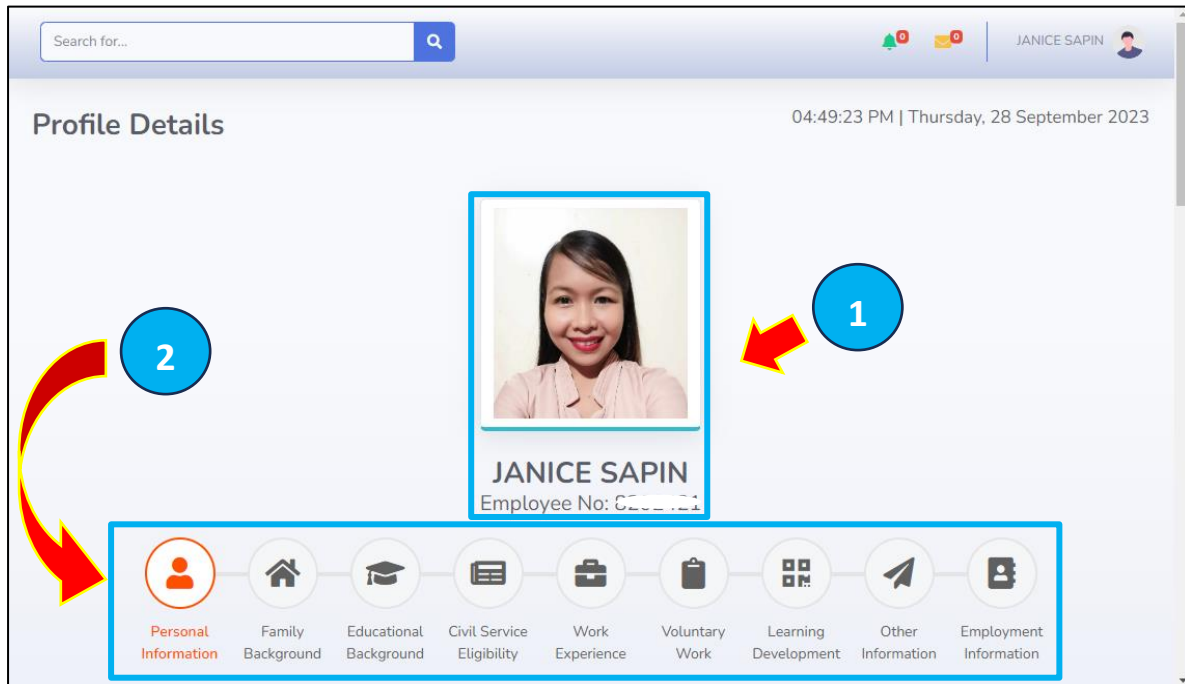 Search for...
0
0
JANICE SAPIN
Profile Details
04:49:23 PM | Thursday, 28 September 2023
1
2
JANICE SAPIN
Employee No:
Personal Information
Family Background
Educational Background
Civil Service Eligibility
Work Experience
Voluntary Work
Learning Development
Other Information
Employment Information